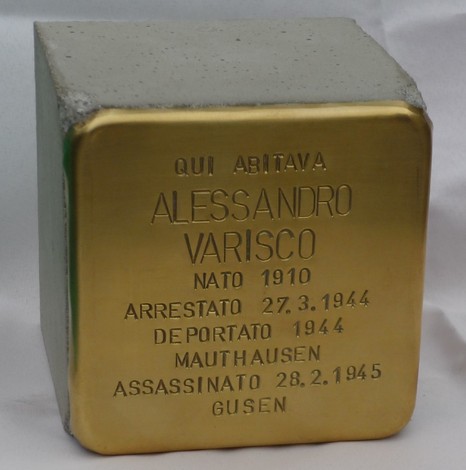 QUI ABITAVA
ALESSANDRO
VARISCO
NATO 1910
ARRESTATO 27.3.1944
DEPORTATO 1944
MAUTHAUSEN
ASSASSINATO 28.2.1945
GUSEN